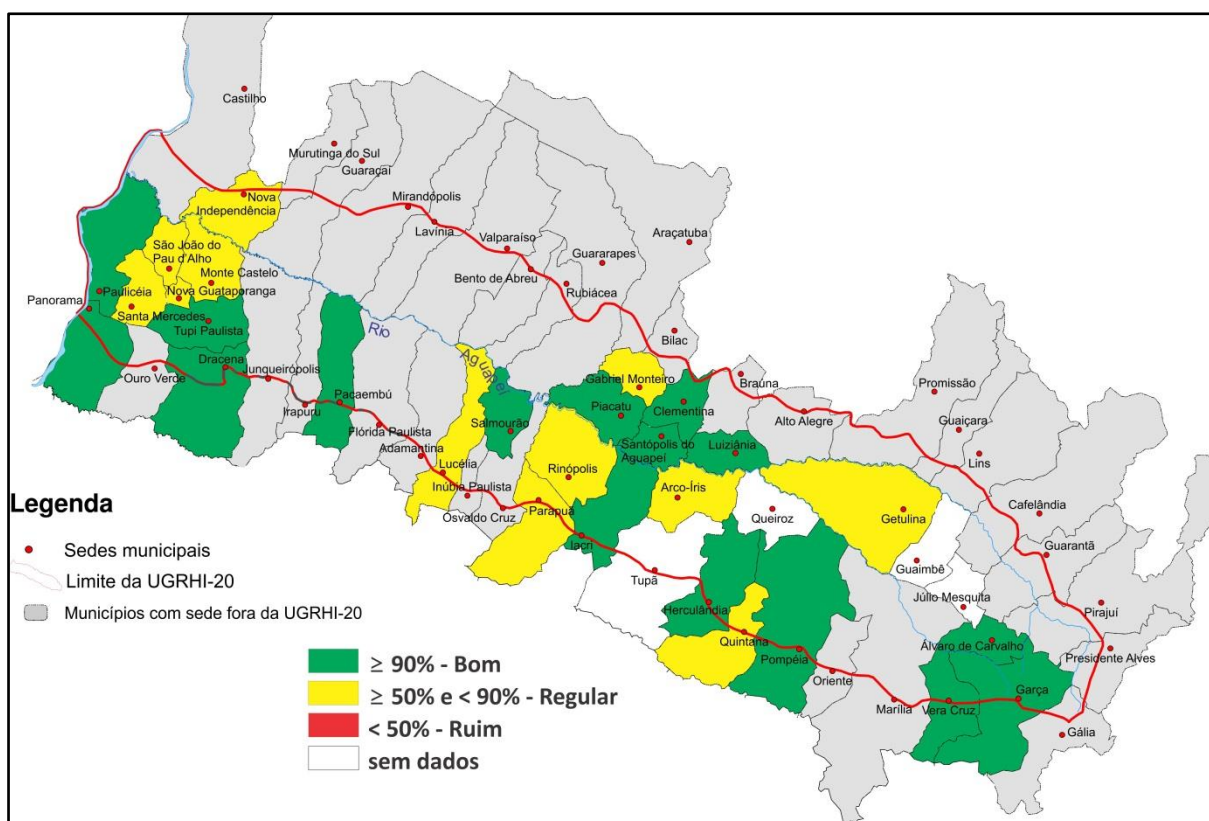 Castilho
Murutinga do Sul
Guaraçaí
Nova
Independência
Mirandópolis
Lavínia
Valparaíso
Araçatuba
Guararapes
Bento de Abreu
Rubiácea
São João do
Pau d'Alho
Monte Castelo
Nova Guataporanga
Paulicéia
Panorama
Santa Mercedes
Tupi Paulista
Rio
Aguapeí
Bilac
Dracena
Junqueirópolis
Ouro Verde
Irapuru
Pacaembú
Flórida Paulista
Adamantina
Lucélia
Inúbia Paulista
Osvaldo Cruz
Salmourão
Gabriel Monteiro
Piacatu
Clementina
Santópolis do
Aguapeí
Luiziânia
Braúna
Alto Alegre
Promissão
Guaiçara
Lins
Rinópolis
Parapuã
Arco-Íris
Iacri
Queiroz
Getulina
Cafelândia
Guarantã
Tupã
Guaimbê
Júlio Mesquita
Pirajuí
Herculândia
Quintana
Pompéia
Oriente
Álvaro de Carvalho
Presidente Alves
Marília
Vera Cruz
Garça
Gália
Legenda
Sedes municipais
Limite da UGRHI-20
Municípios com sede fora da UGRHI-20
≥ 90% - Bom
≥ 50% e < 90% - Regular
< 50% - Ruim
sem dados